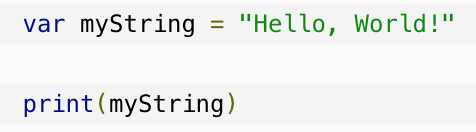 var myString = "Hello, World!"
print(myString)